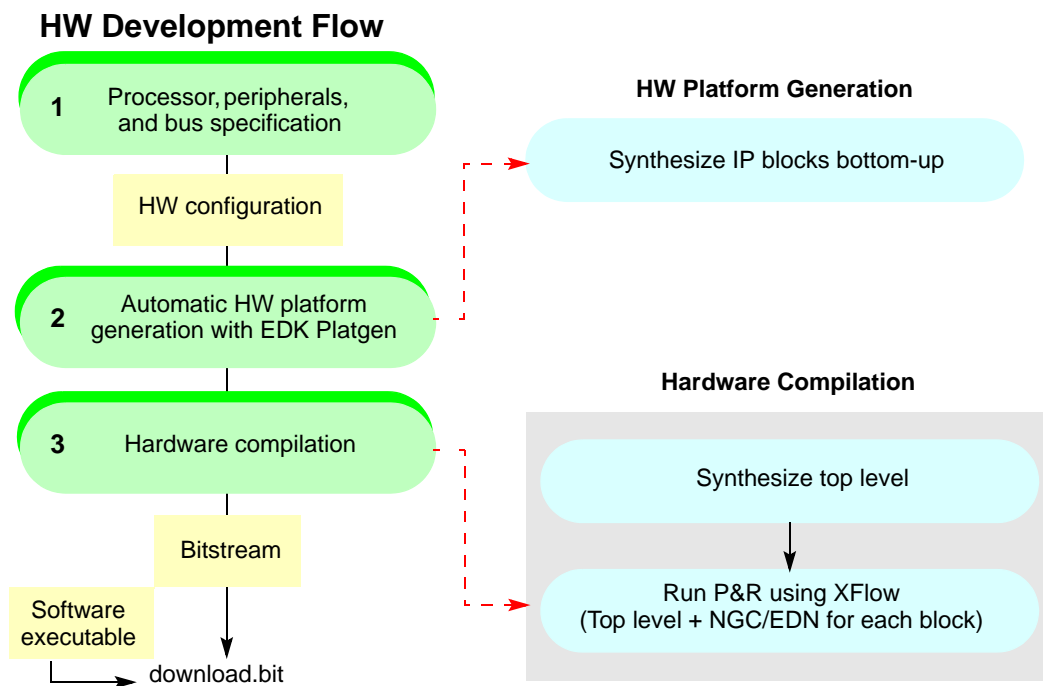 HW Development Flow
1
Processor, peripherals,
and bus specification
HW configuration
2
Automatic HW platform
generation with EDK Platgen
3
Hardware compilation
Bitstream
Software
executable
download.bit
HW Platform Generation
Synthesize IP blocks bottom-up
Hardware Compilation
Synthesize top level
Run P&R using XFlow
(Top level + NGC/EDN for each block)